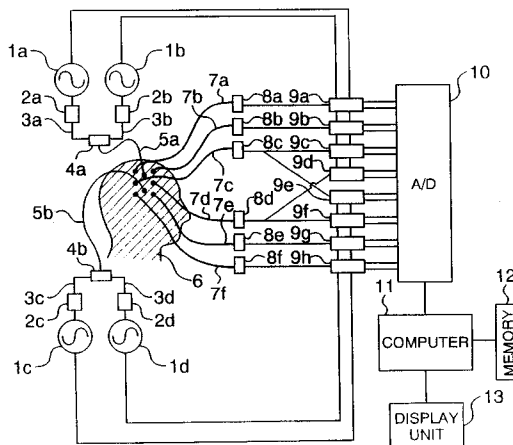 1a
1b
2a
2b
3a
3b
4a
5a
5b
4b
3c
3d
2c
2d
1c
1d
6
7a
7b
7c
7d
7e
7f
8a
8b
8c
8d
8e
8f
9a
9b
9c
9d
9e
9f
9g
9h
10
A/D
11
COMPUTER
12
MEMORY
13
DISPLAY
UNIT